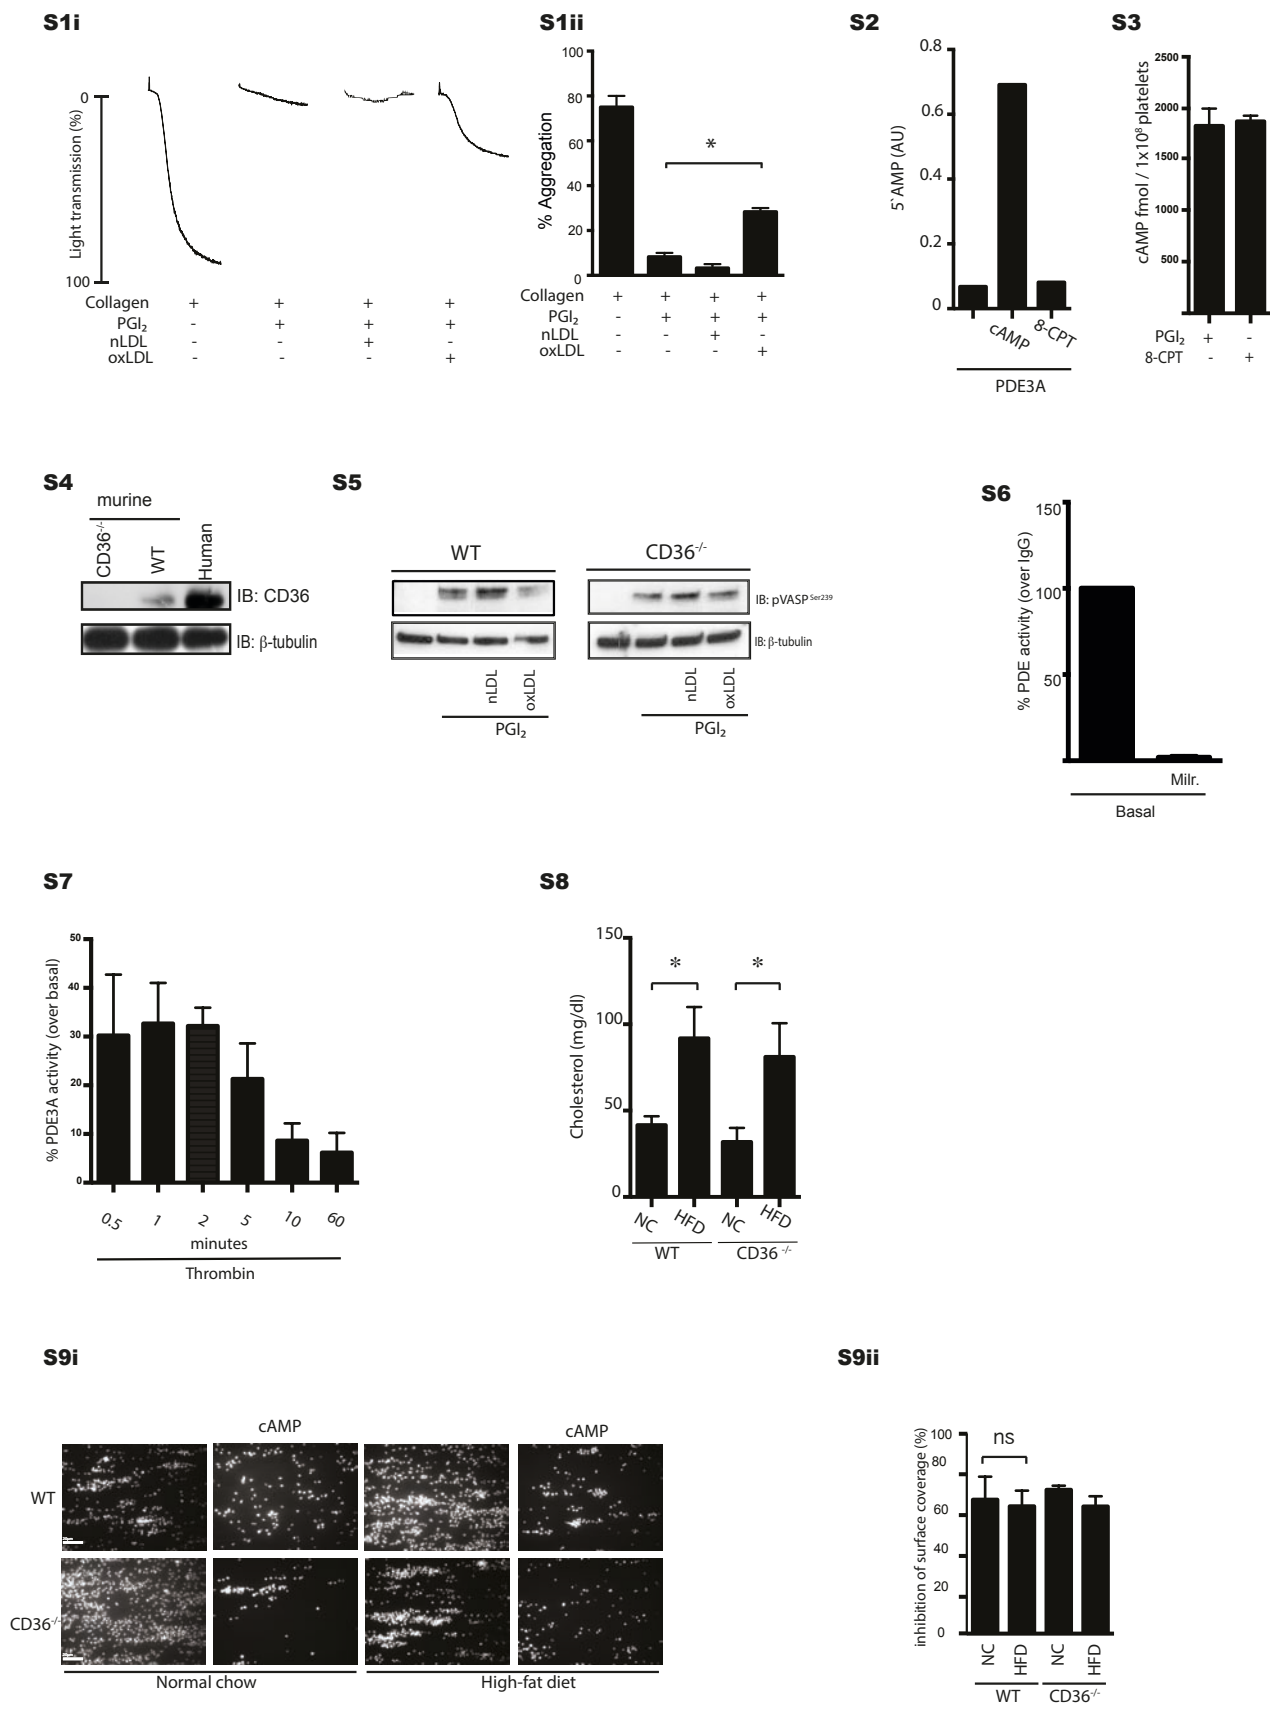 S1i
Light transmission (%)
0
100
Collagen + + + +
PGI₂ - + + +
nLDL - - + -
oxLDL - - - +
S1ii
% Aggregation
100
80
60
40
20
0
*
Collagen + + + +
PGI₂ - + + +
nLDL - - + -
oxLDL - - - +
S2
5`AMP (AU)
0.8
0.6
0.4
0.2
0
cAMP 8-CPT
PDE3A
S3
cAMP fmol / 1x10⁸ platelets
2500
2000
1500
1000
500
PGI₂ + -
8-CPT - +
S4
murine
CD36⁻/⁻ WT Human
IB: CD36
IB: β-tubulin
S5
WT CD36⁻/⁻
IB: pVASP Ser239
IB: β-tubulin
nLDL oxLDL nLDL oxLDL
PGI₂ PGI₂
S6
% PDE activity (over IgG)
150
100
50
Milr.
Basal
S7
% PDE3A activity (over basal)
50
40
30
20
10
0
0.5 1 2 5 10 60
minutes
Thrombin
S8
Cholesterol (mg/dl)
150
100
50
0
* *
NC HFD NC HFD
WT CD36 ⁻/⁻
S9i
cAMP cAMP
WT
CD36⁻/⁻
Normal chow High-fat diet
S9ii
inhibition of surface coverage (%)
100
80
60
40
20
0
ns
NC HFD NC HFD
WT CD36⁻/⁻